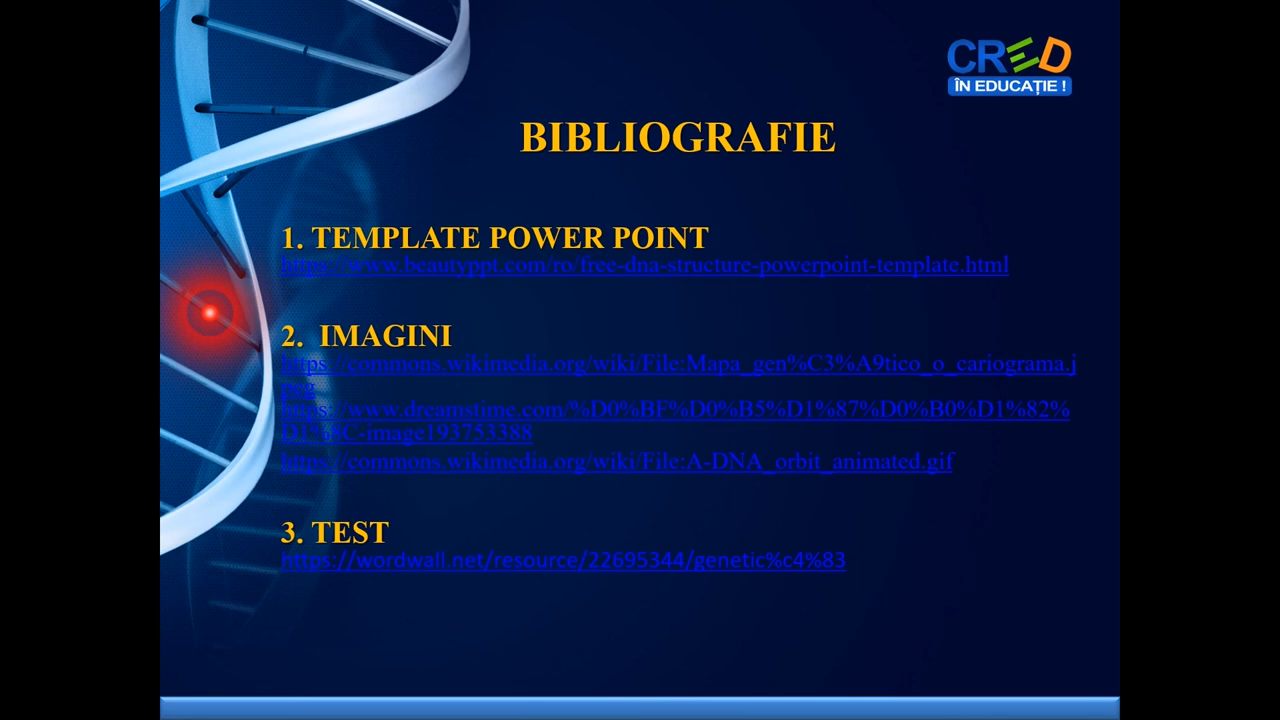 CRED
ÎN EDUCAȚIE !
BIBLIOGRAFIE
1. TEMPLATE POWER POINT
https://www.beautyppt.com/ro/free-dna-structure-powerpoint-template.html
2. IMAGINI
https://commons.wikimedia.org/wiki/File:Mapa_gen%C3%A9tico_o_cariograma.j
peg
https://www.dreamstime.com/%D0%BF%D0%B5%D1%87%D0%B0%D1%82%
D1%8C-image193753388
https://commons.wikimedia.org/wiki/File:A-DNA_orbit_animated.gif
3. TEST
https://wordwall.net/resource/22695344/genetic%c4%83